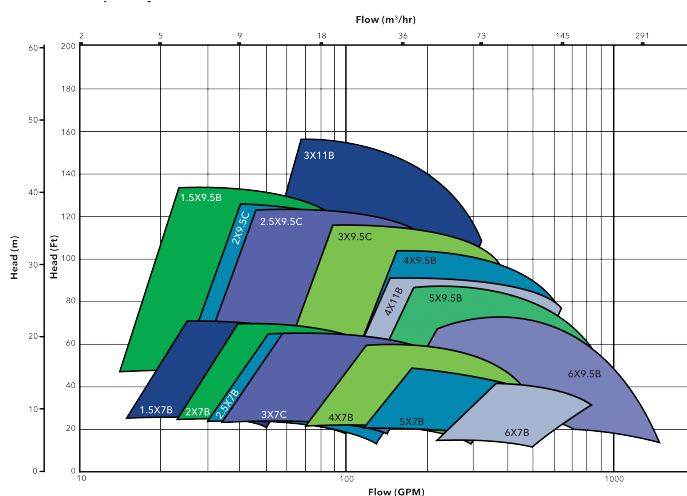 Flow (m³/hr)
2 5 9 18 36 73 145 291
60 200
180
50 160
3X11B
140
40 1.5X9.5B
120 2X9.5C 2.5X9.5C
3X9.5C
30 100 4X9.5B
Head (m) Head (Ft)
80 4X11B 5X9.5B
20 60
6X9.5B
40
10 1.5X7B 2X7B 2.5X7B 3X7C 4X7B 5X7B
20 6X7B
0 10 100 1000
Flow (GPM)